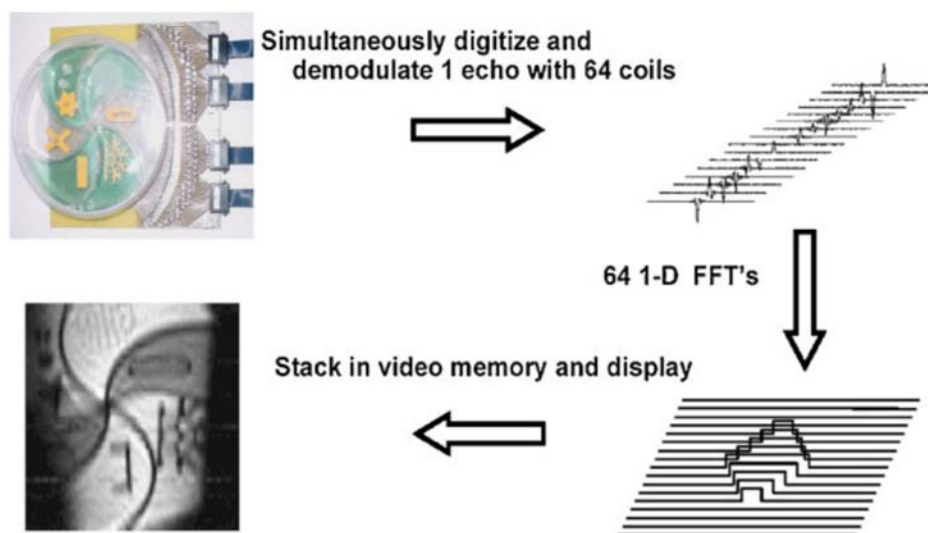 Simultaneously digitize and
demodulate 1 echo with 64 coils
64 1-D FFT's
Stack in video memory and display